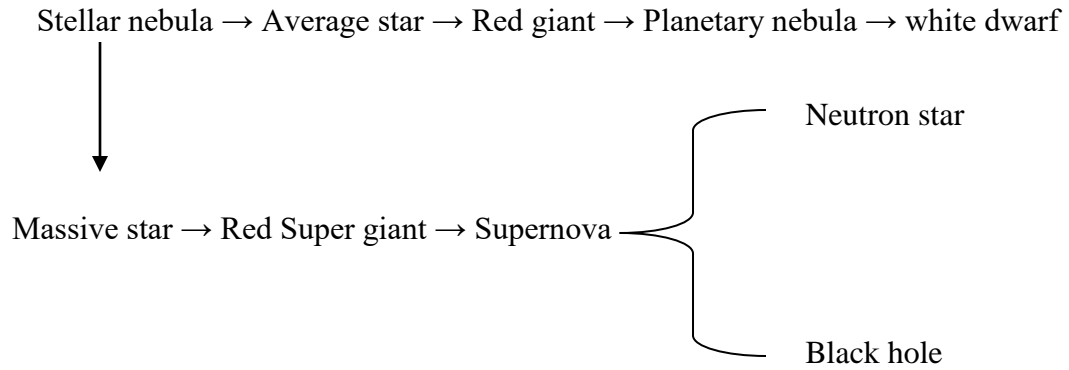 Stellar nebula → Average star → Red giant → Planetary nebula → white dwarf
Neutron star
Massive star → Red Super giant → Supernova
Black hole